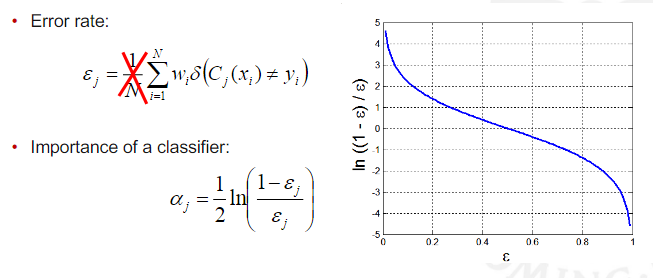 • Error rate:
ε_j = 1/N ∑_{i=1}^{N} w_i δ(C_j(x_i) ≠ y_i)
• Importance of a classifier:
α_j = 1/2 ln((1 − ε_j) / ε_j)
ln ((1 - ε) / ε)
5
4
3
2
1
0
-1
-2
-3
-4
-5
0 0.2 0.4 0.6 0.8 1
ε